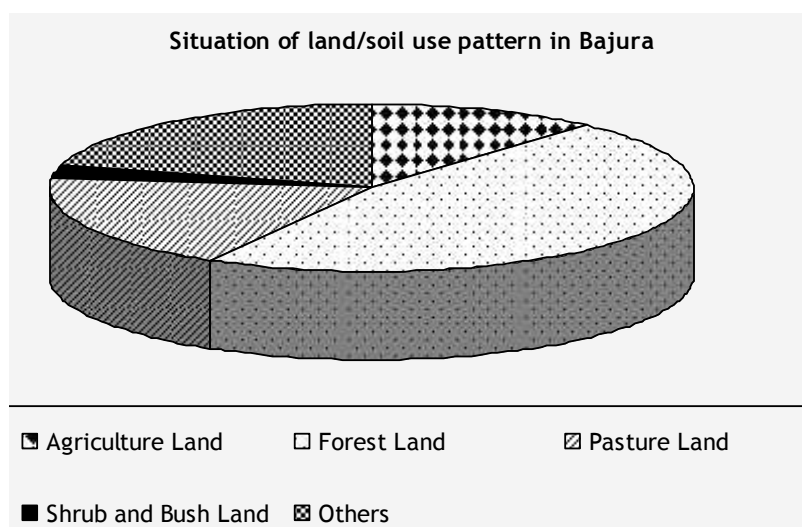 Situation of land/soil use pattern in Bajura
Agriculture Land Forest Land Pasture Land
Shrub and Bush Land Others